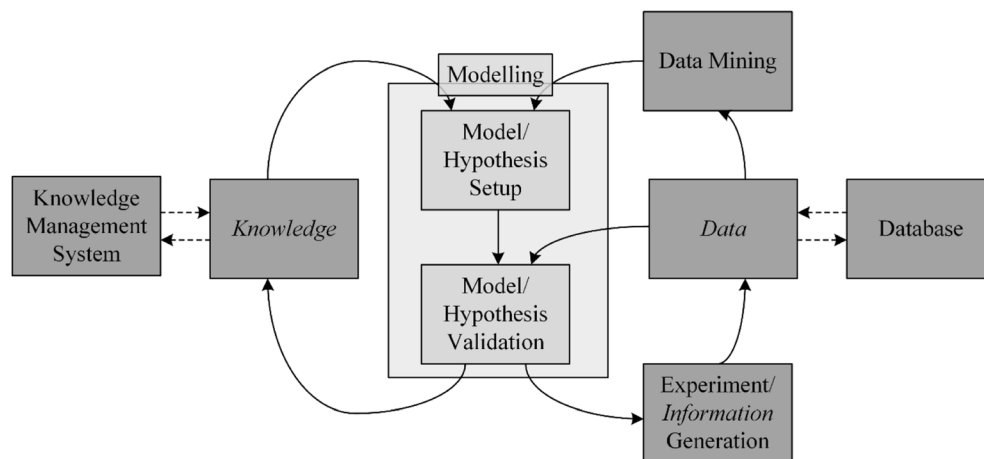 Data Mining
Modelling
Model/
Hypothesis
Setup
Knowledge
Management
System
Knowledge
Data
Database
Model/
Hypothesis
Validation
Experiment/
Information
Generation